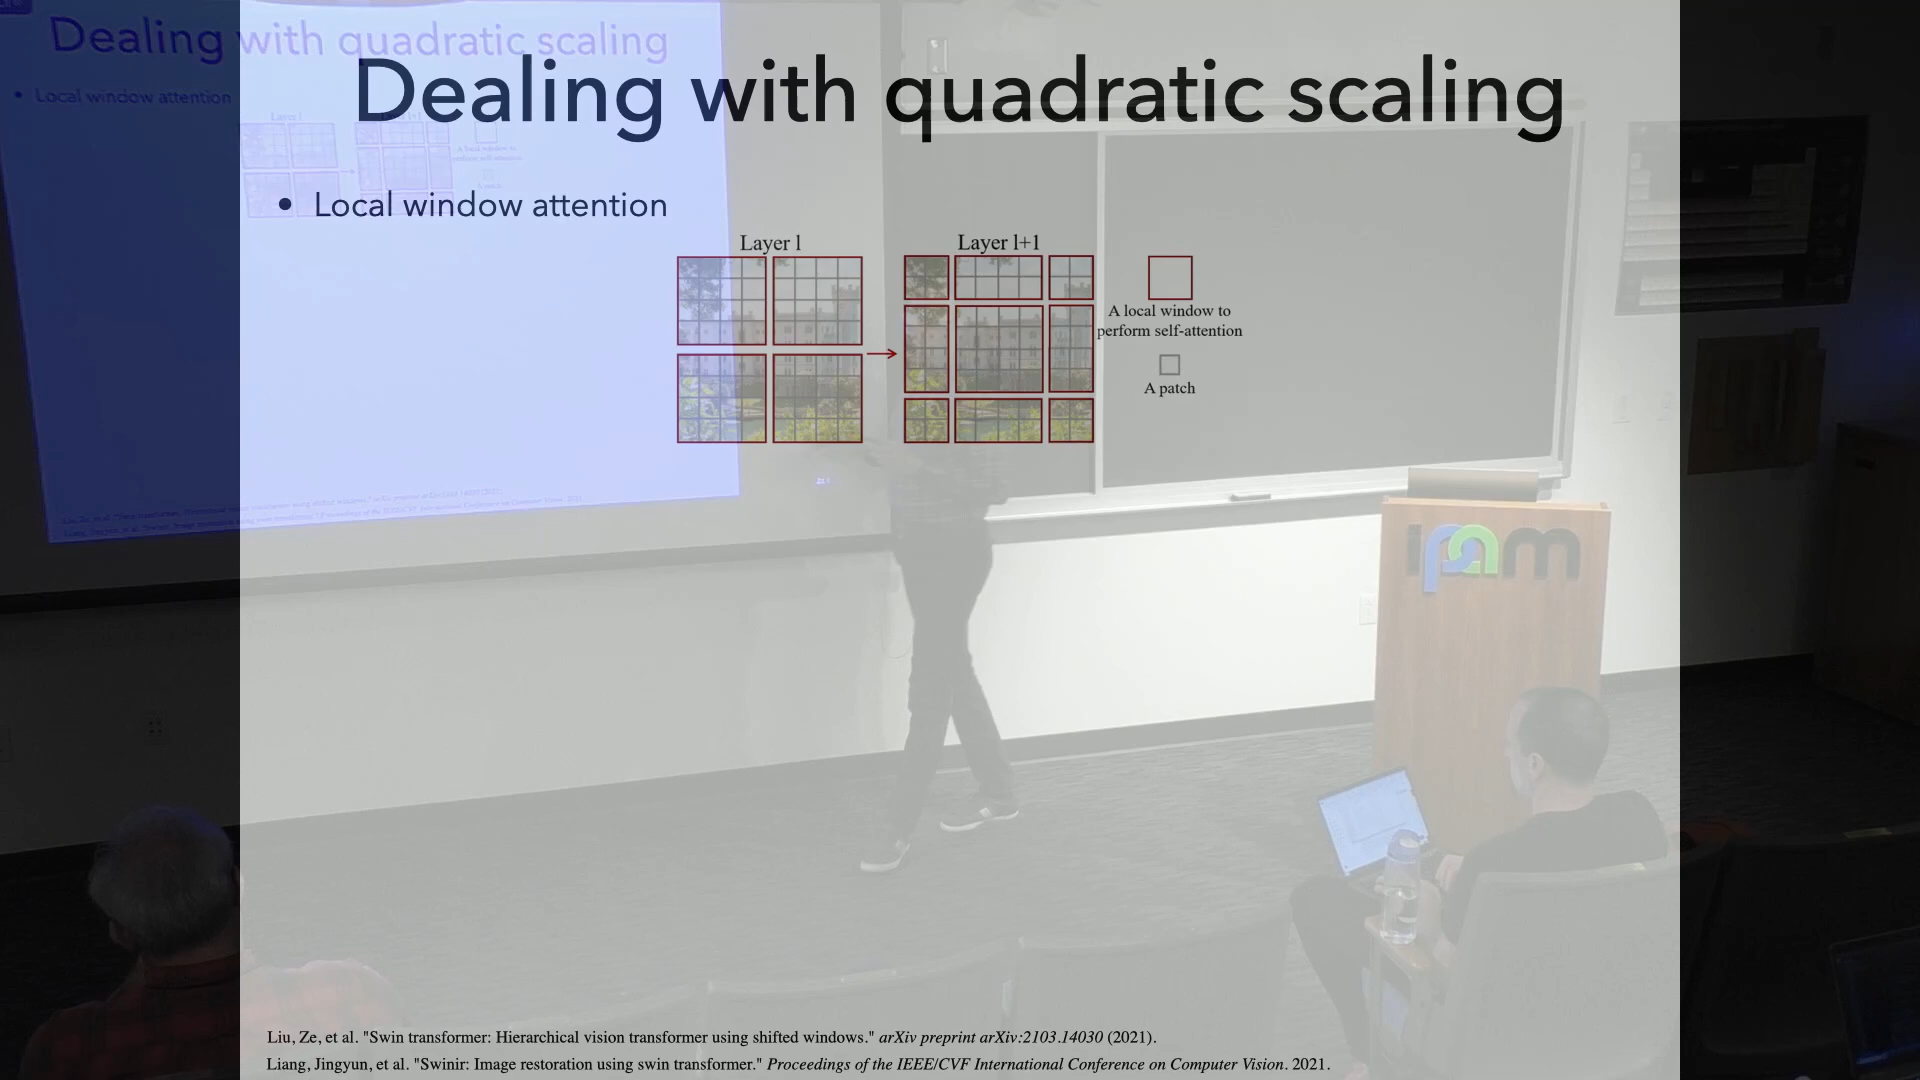 Dealing with quadratic scaling
• Local window attention
Dealing with quadratic scaling
• Local window attention
Layer l
Layer l+1
A local window to
perform self-attention
A patch
ipam
Liu, Ze, et al. "Swin transformer: Hierarchical vision transformer using shifted windows." arXiv preprint arXiv:2103.14030 (2021).
Liang, Jingyun, et al. "Swinir: Image restoration using swin transformer." Proceedings of the IEEE/CVF International Conference on Computer Vision. 2021.